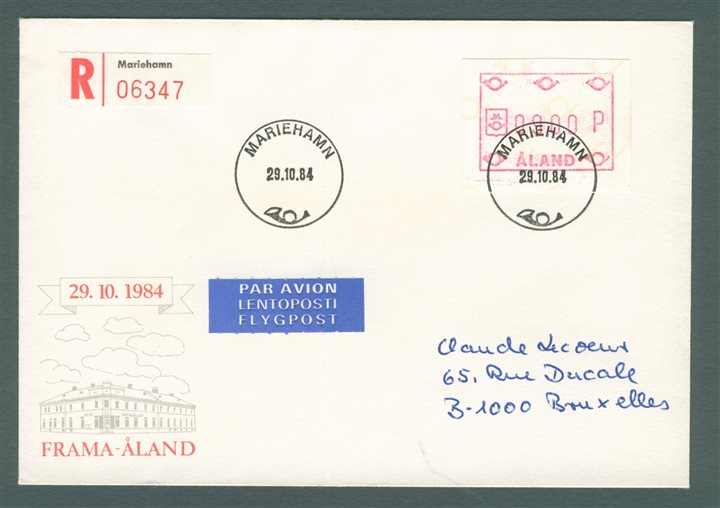 R
Mariehamn
06347
0000 P
ÅLAND
MARIEHAMN
29.10.84
MARIEHAMN
29.10.84
29. 10. 1984
PAR AVION
LENTOPOSTI
FLYGPOST
Claude Lecoeur
65, Rue Ducale
B-1000 Bruxelles
FRAMA-ÅLAND